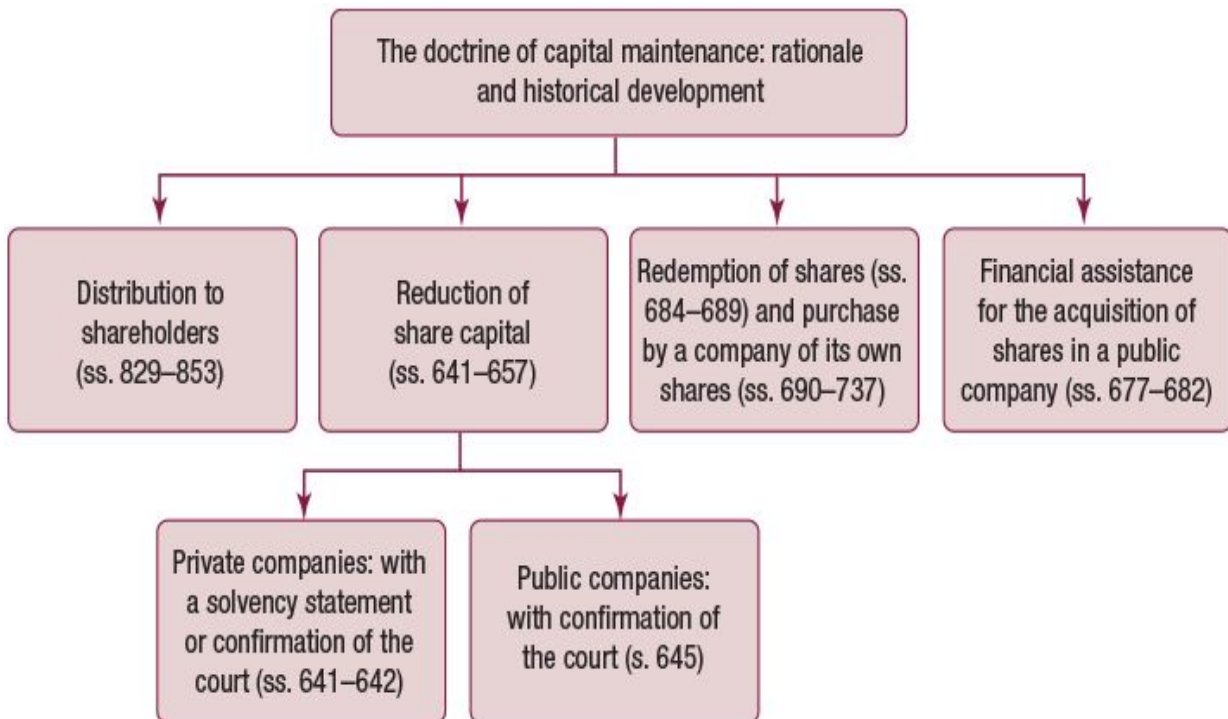 The doctrine of capital maintenance: rationale
and historical development
Distribution to
shareholders
(ss. 829–853)
Reduction of
share capital
(ss. 641–657)
Redemption of shares (ss.
684–689) and purchase
by a company of its own
shares (ss. 690–737)
Financial assistance
for the acquisition of
shares in a public
company (ss. 677–682)
Private companies: with
a solvency statement
or confirmation of the
court (ss. 641–642)
Public companies:
with confirmation of
the court (s. 645)